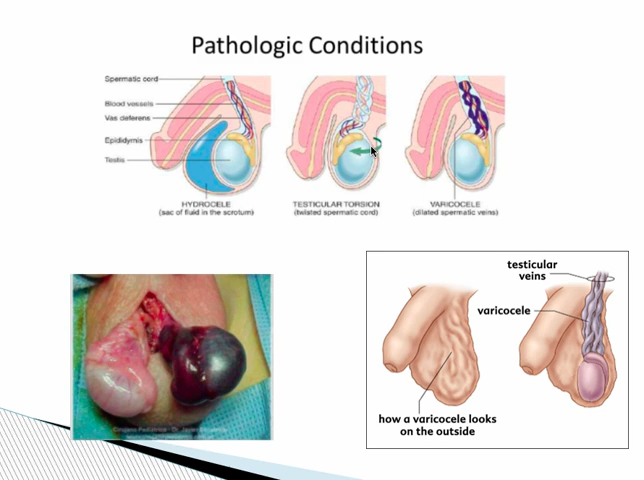 Pathologic Conditions
Spermatic cord
Blood vessels
Vas deferens
Epididymis
Testis
HYDROCELE
(sac of fluid in the scrotum)
TESTICULAR TORSION
(twisted spermatic cord)
VARICOCELE
(dilated spermatic veins)
testicular
veins
varicocele
how a varicocele looks
on the outside